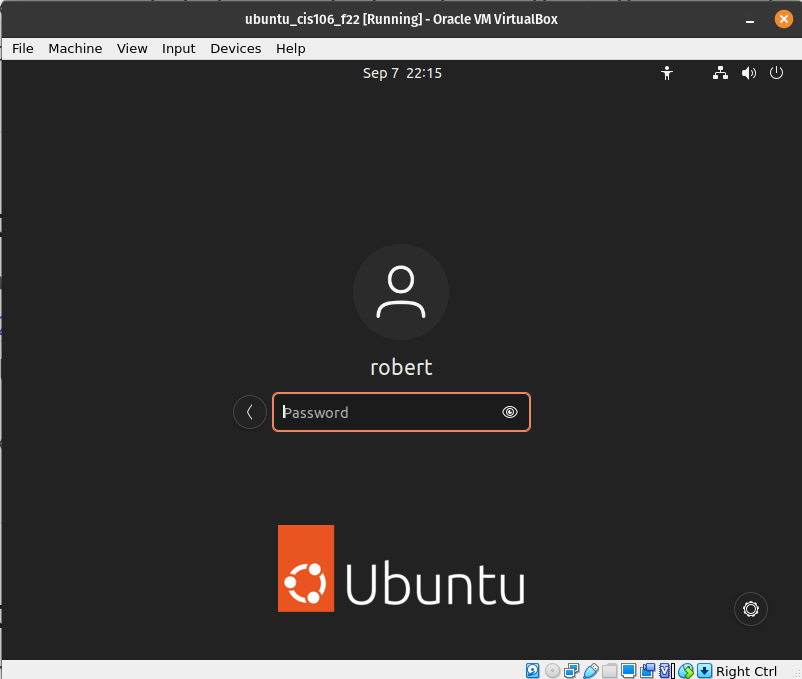 ubuntu_cis106_f22 [Running] - Oracle VM VirtualBox
File Machine View Input Devices Help
Sep 7 22:15
robert
Password
Ubuntu
Right Ctrl